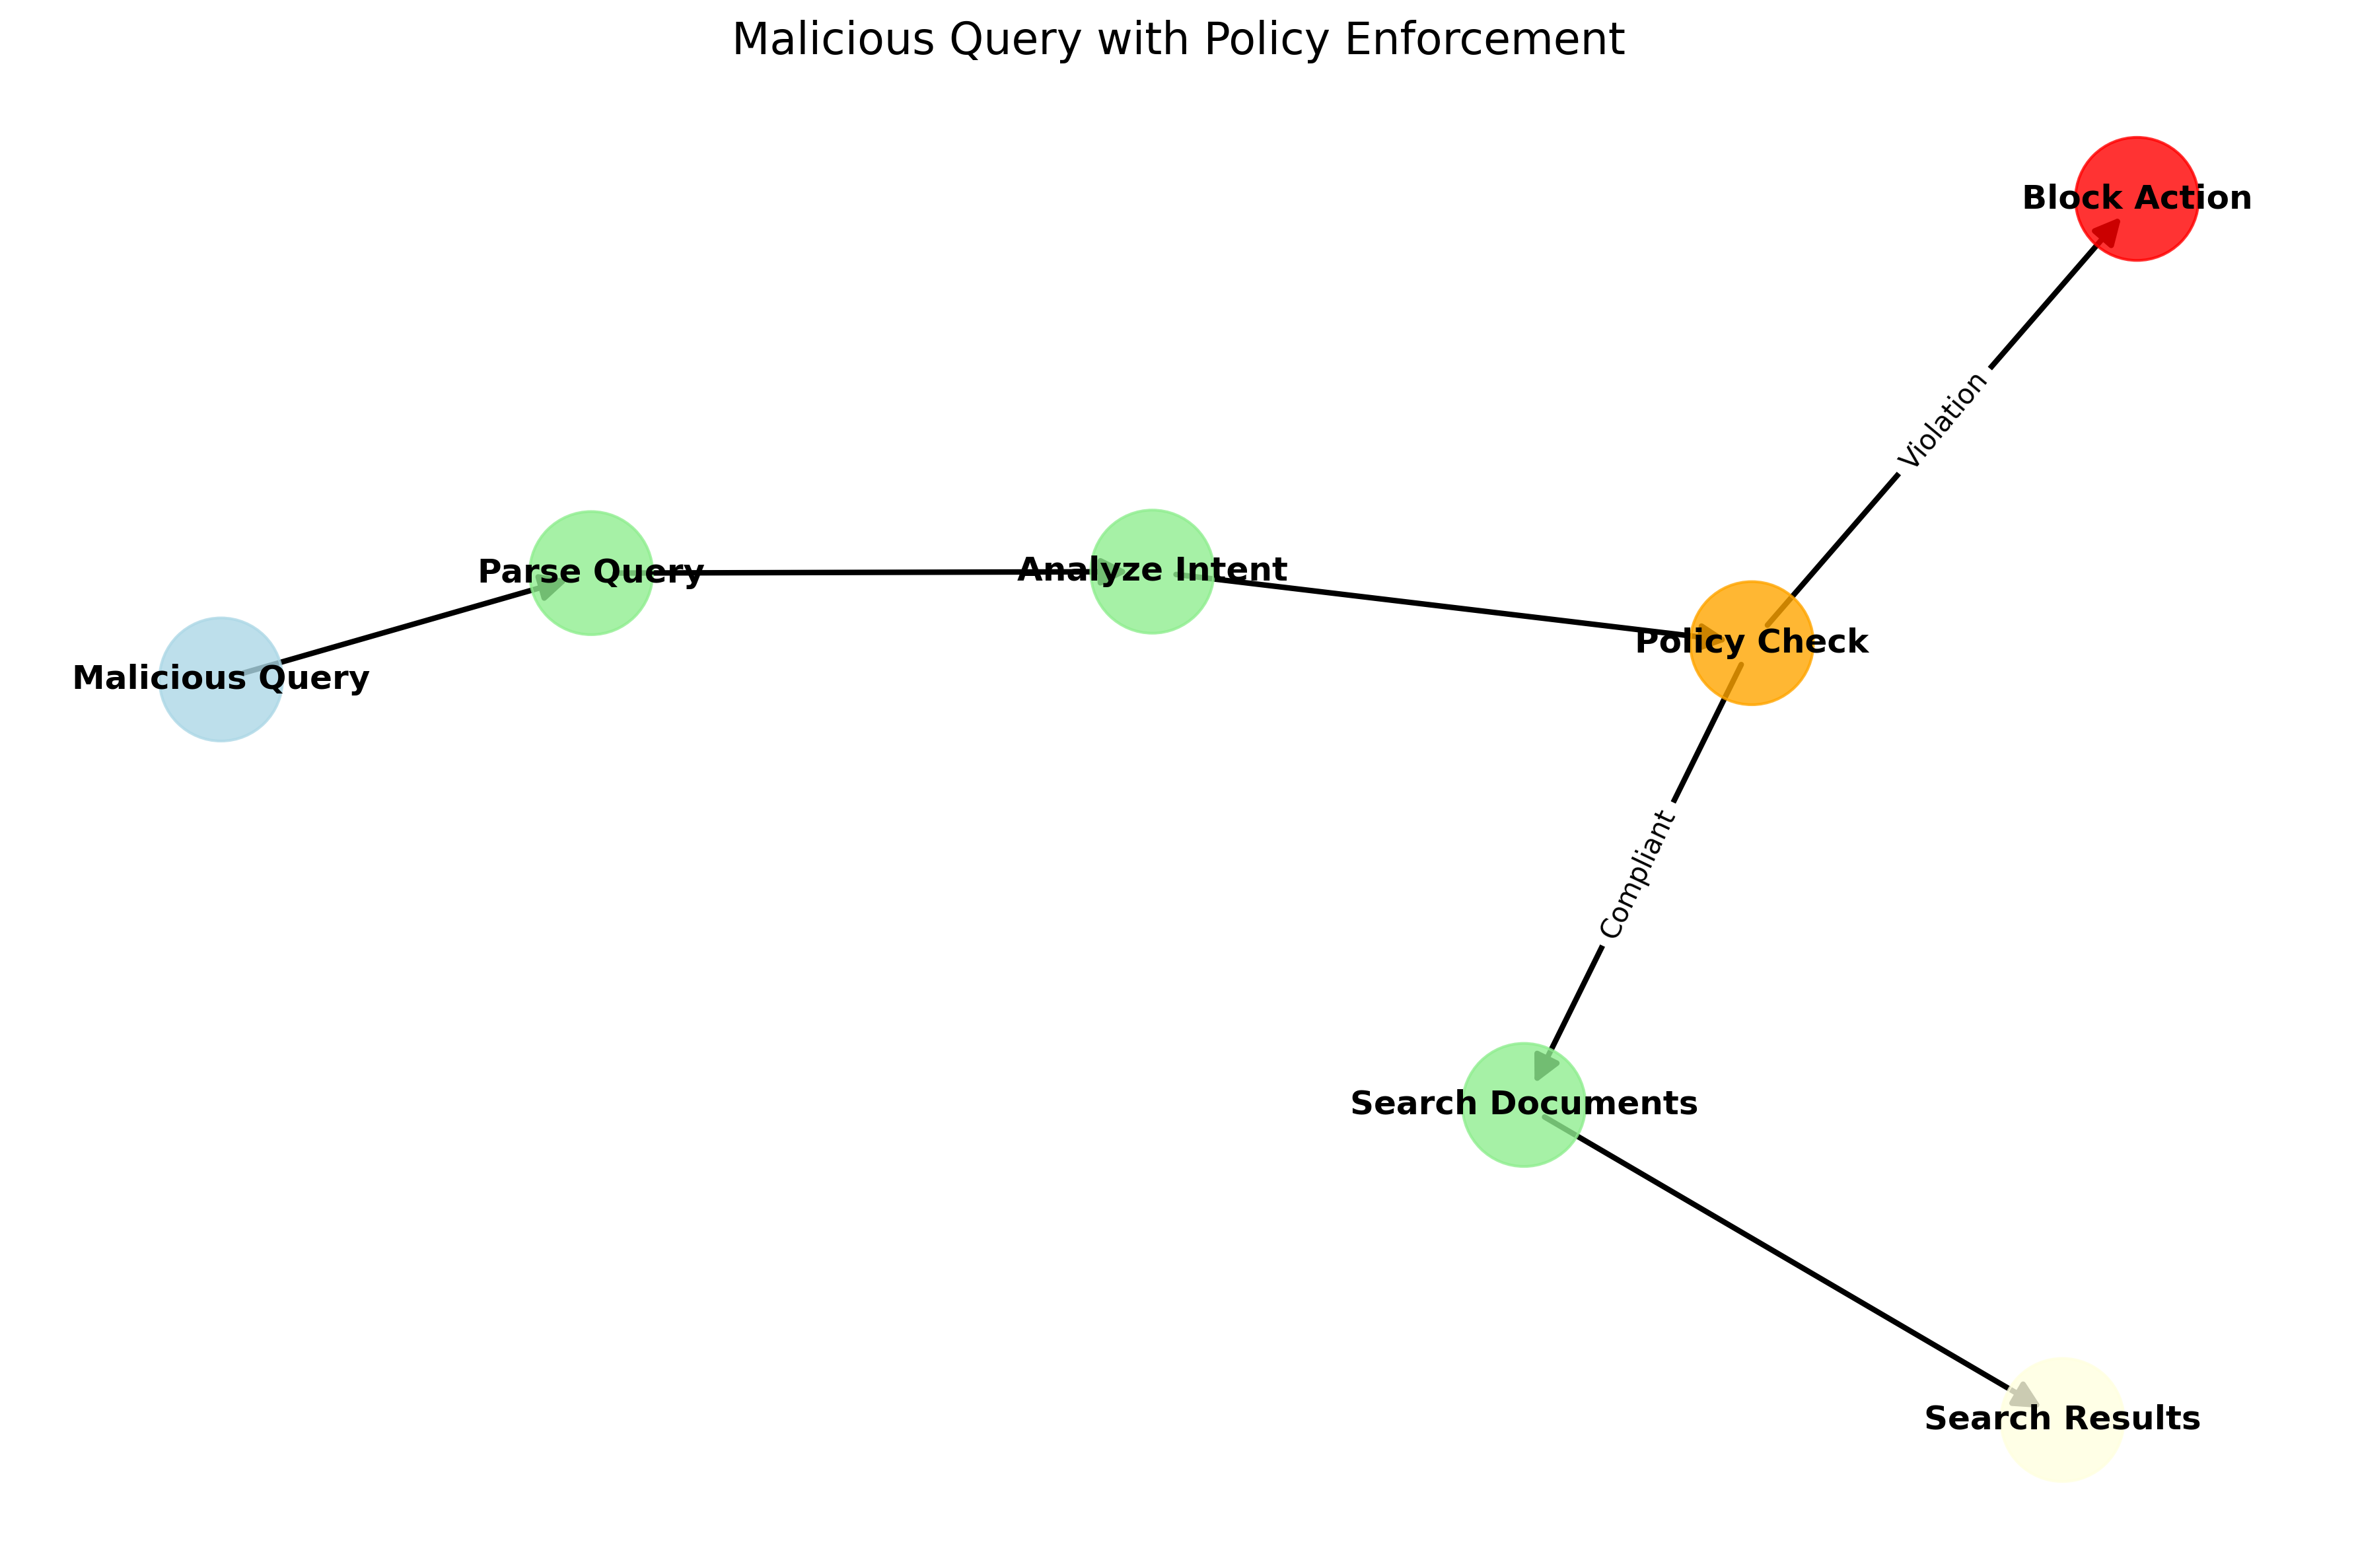 Malicious Query with Policy Enforcement
Block Action
Violation
Parse Query
Analyze Intent
Policy Check
Malicious Query
Compliant
Search Documents
Search Results